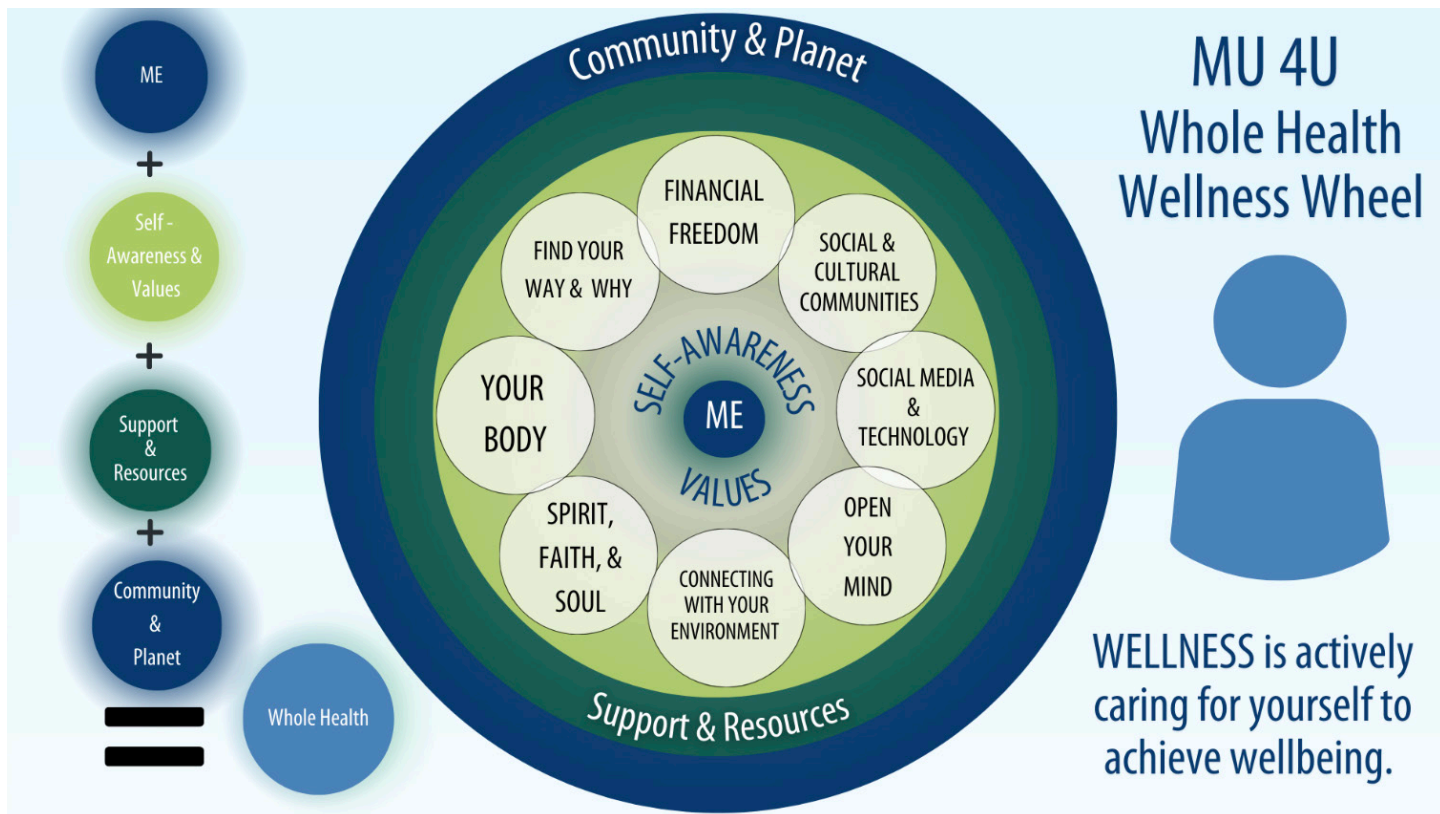 ME
+
Self -
Awareness &
Values
+
Support
&
Resources
+
Community
&
Planet
Whole Health
Community & Planet
FINANCIAL
FREEDOM
SOCIAL &
CULTURAL
COMMUNITIES
SOCIAL MEDIA
&
TECHNOLOGY
OPEN
YOUR
MIND
CONNECTING
WITH YOUR
ENVIRONMENT
SPIRIT,
FAITH, &
SOUL
YOUR
BODY
FIND YOUR
WAY & WHY
SELF-AWARENESS
ME
VALUES
Support & Resources
MU 4U
Whole Health
Wellness Wheel
WELLNESS is actively
caring for yourself to
achieve wellbeing.